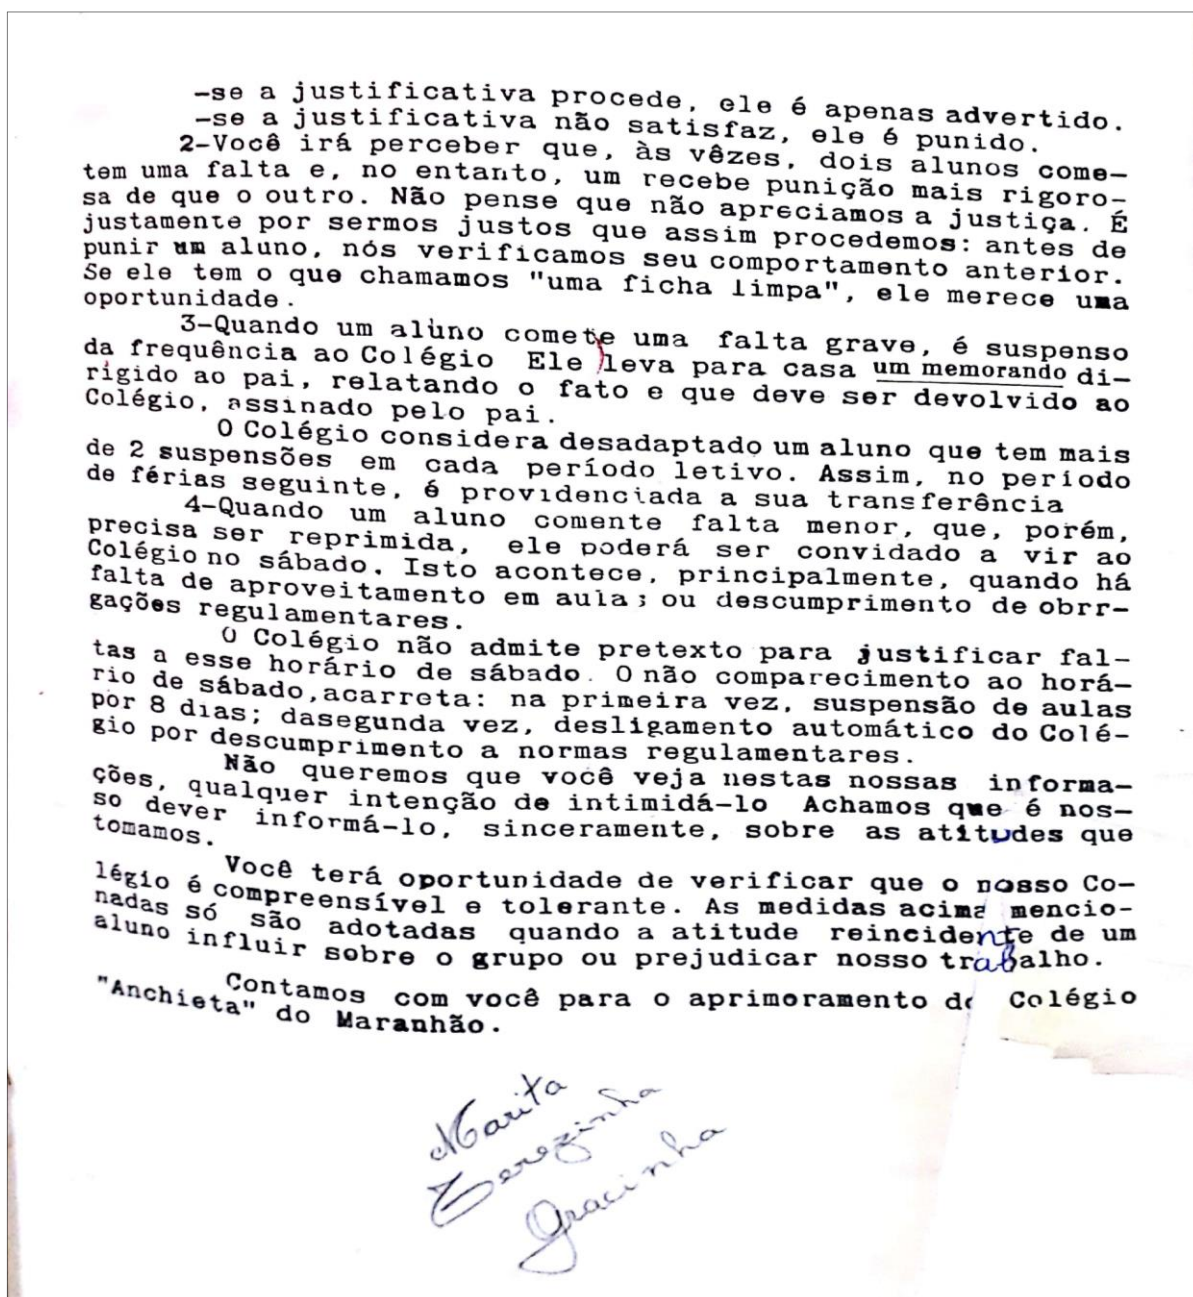 -se a justificativa procede, ele é apenas advertido.
-se a justificativa não satisfaz, ele é punido.
2-Você irá perceber que, às vêzes, dois alunos come-
tem uma falta e, no entanto, um recebe punição mais rigoro-
sa de que o outro. Não pense que não apreciamos a justiça. É
justamente por sermos justos que assim procedemos: antes de
punir um aluno, nós verificamos seu comportamento anterior.
Se ele tem o que chamamos "uma ficha limpa", ele merece uma
oportunidade.
3-Quando um aluno comete uma falta grave, é suspenso
da frequência ao Colégio Ele leva para casa um memorando di-
rigido ao pai, relatando o fato e que deve ser devolvido ao
Colégio, assinado pelo pai.
O Colégio considera desadaptado um aluno que tem mais
de 2 suspensões em cada período letivo. Assim, no período
de férias seguinte, é providenciada a sua transferência
4-Quando um aluno comente falta menor, que, porém,
precisa ser reprimida, ele poderá ser convidado a vir ao
Colégio no sábado. Isto acontece, principalmente, quando há
falta de aproveitamento em aula; ou descumprimento de obrr-
gações regulamentares.
O Colégio não admite pretexto para justificar fal-
tas a esse horário de sábado. O não comparecimento ao horá-
rio de sábado,acarreta: na primeira vez, suspensão de aulas
por 8 dias; dasegunda vez, desligamento automático do Colé-
gio por descumprimento a normas regulamentares.
Não queremos que você veja nestas nossas informa-
ções, qualquer intenção de intimidá-lo Achamos que é nos-
so dever informá-lo, sinceramente, sobre as atitudes que
tomamos.
Você terá oportunidade de verificar que o nosso Co-
légio é compreensível e tolerante. As medidas acima mencio-
nadas só são adotadas quando a atitude reincidente de um
aluno influir sobre o grupo ou prejudicar nosso trabalho.
Contamos com você para o aprimoramento do Colégio
"Anchieta" do Maranhão.
Marita
Terezinha
Gracinha